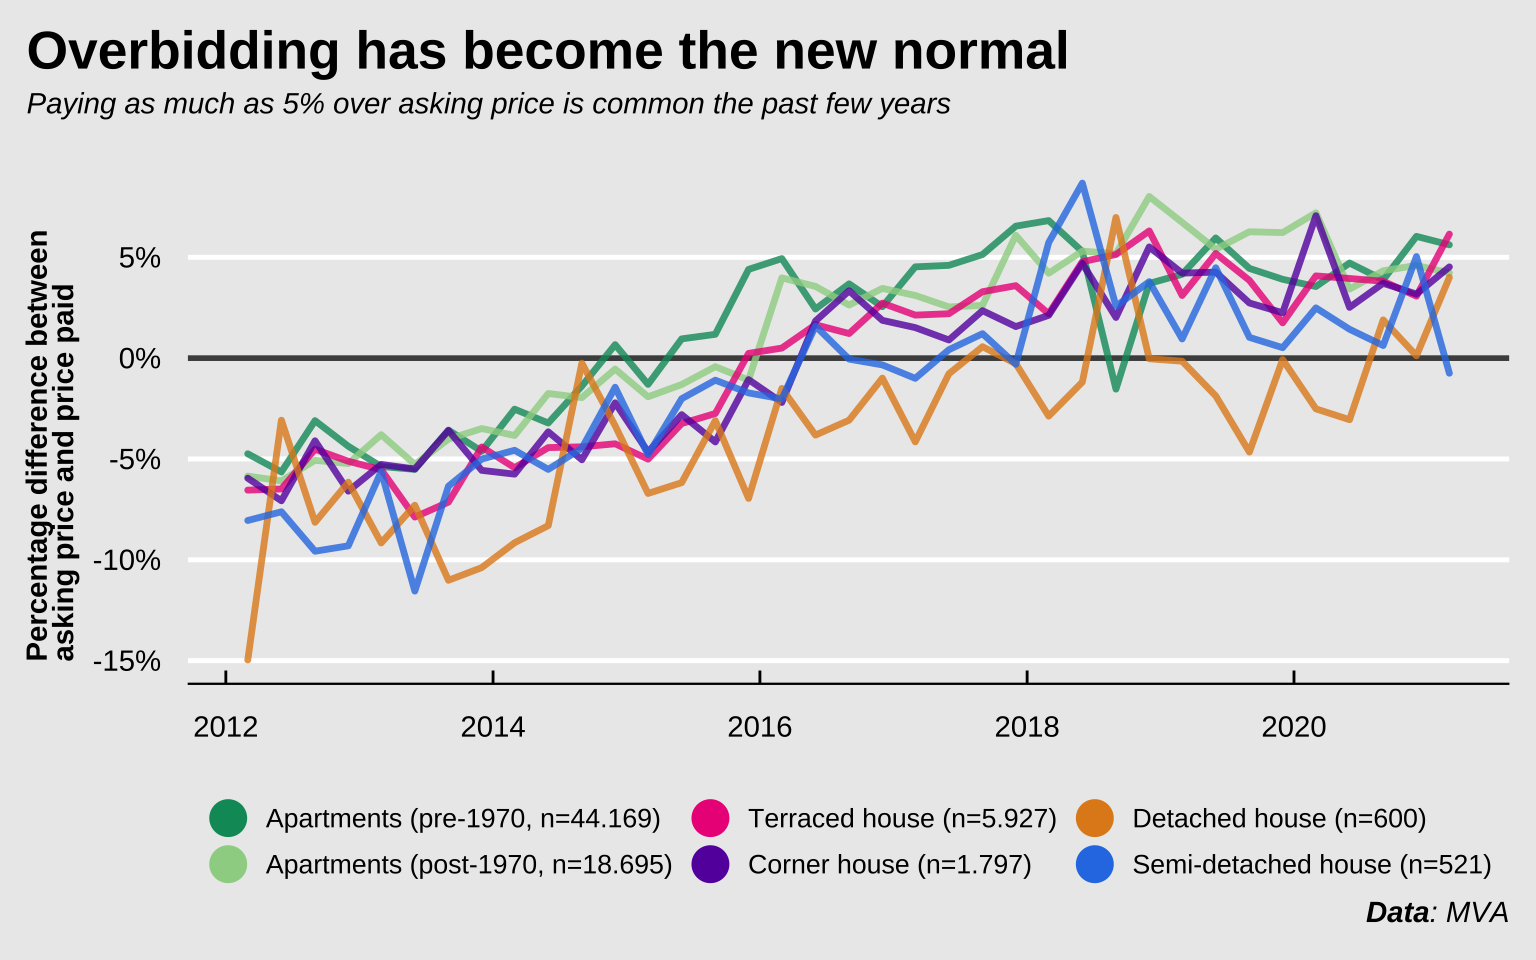 Overbidding has become the new normal
Paying as much as 5% over asking price is common the past few years
Percentage difference between
asking price and price paid
5%
0%
-5%
-10%
-15%
2012
2014
2016
2018
2020
Apartments (pre-1970, n=44.169)
Terraced house (n=5.927)
Detached house (n=600)
Apartments (post-1970, n=18.695)
Corner house (n=1.797)
Semi-detached house (n=521)
Data: MVA